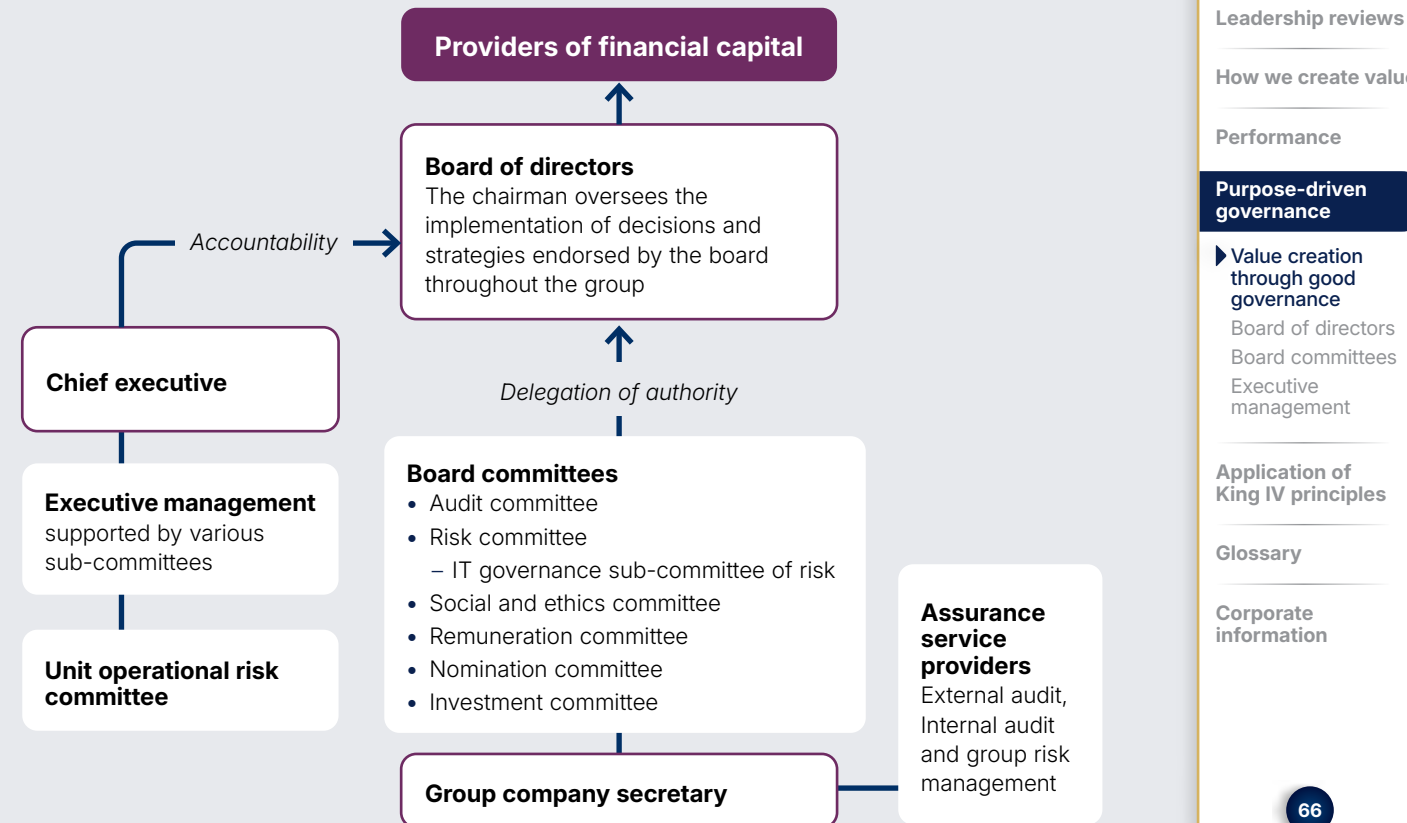 Providers of financial capital
Board of directors
The chairman oversees the
implementation of decisions and
strategies endorsed by the board
throughout the group
Accountability
Chief executive
Delegation of authority
Executive management
supported by various
sub-committees
Unit operational risk
committee
Board committees
• Audit committee
• Risk committee
– IT governance sub-committee of risk
• Social and ethics committee
• Remuneration committee
• Nomination committee
• Investment committee
Assurance
service
providers
External audit,
Internal audit
and group risk
management
Group company secretary
Leadership reviews
How we create valu
Performance
Purpose-driven
governance
Value creation
through good
governance
Board of directors
Board committees
Executive
management
Application of
King IV principles
Glossary
Corporate
information
66